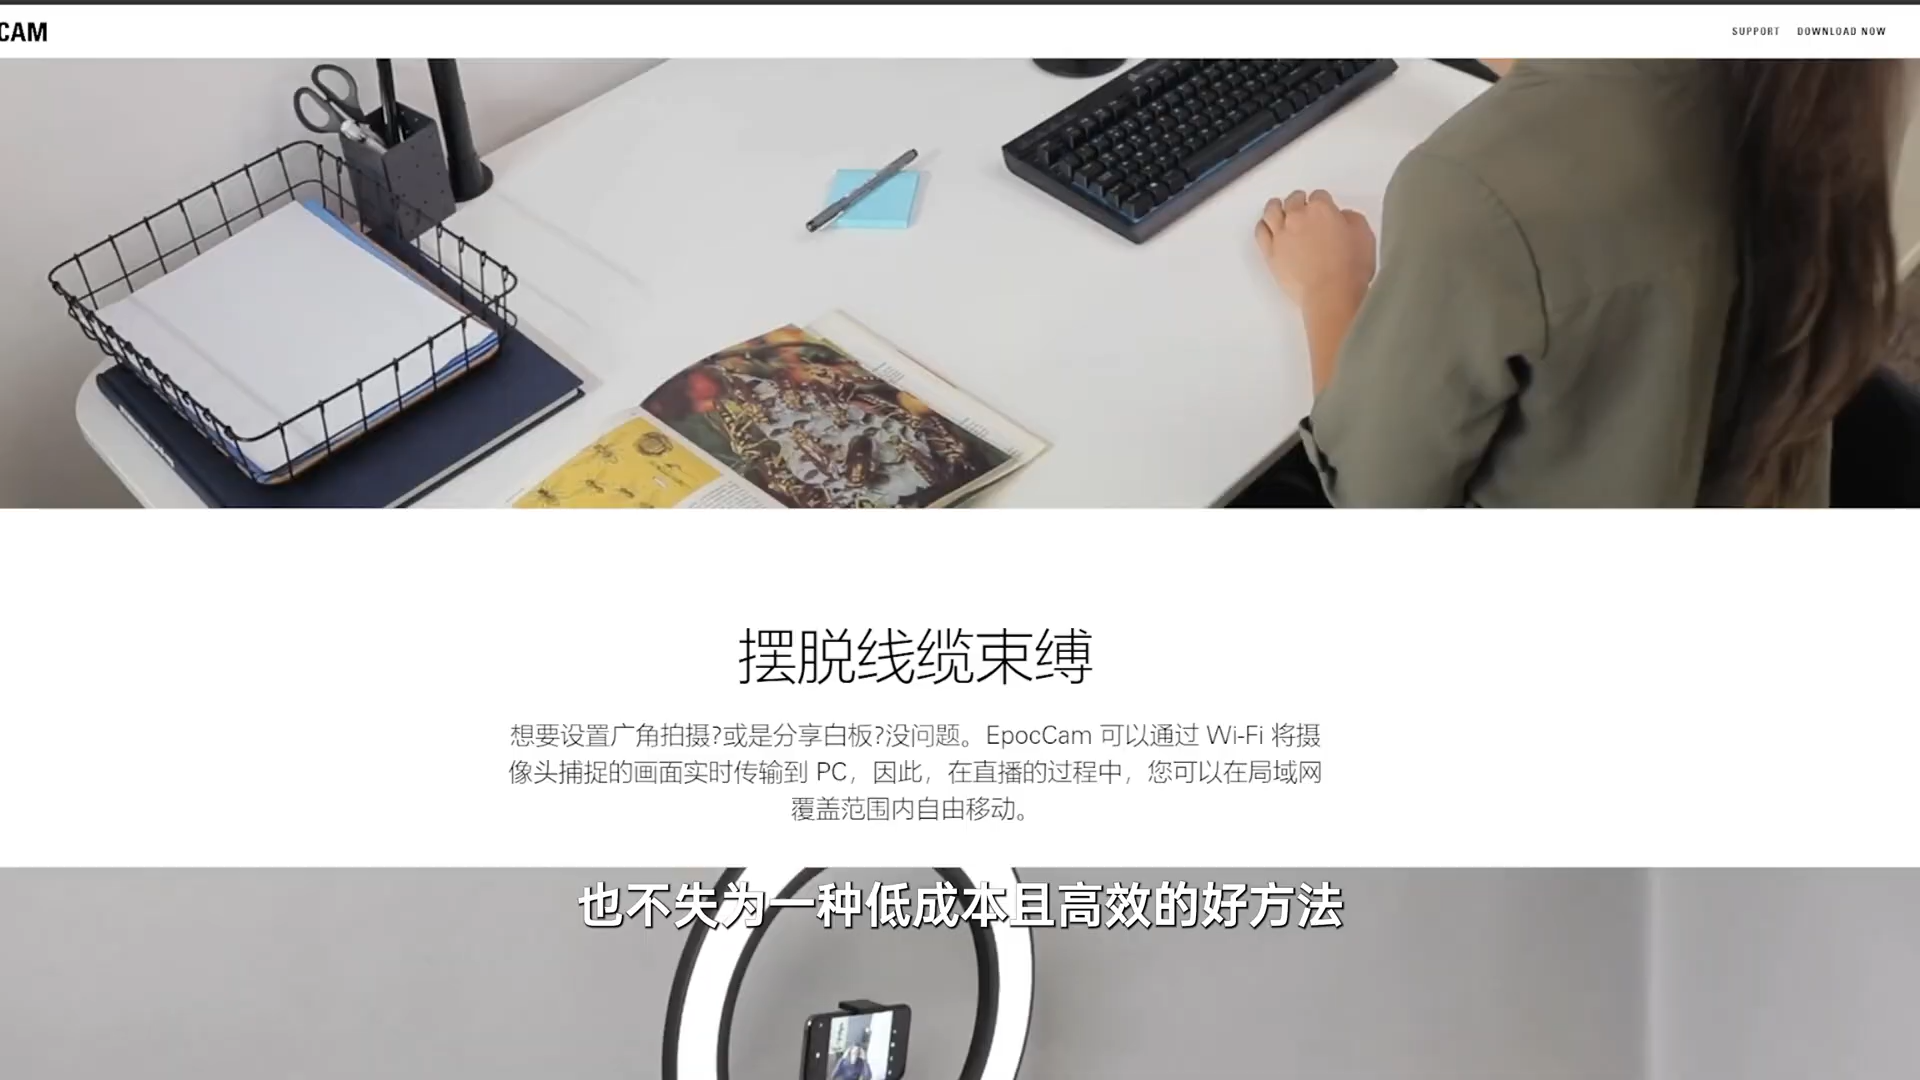 CAM
SUPPORT DOWNLOAD NOW
摆脱线缆束缚
想要设置广角拍摄?或是分享白板?没问题。EpocCam 可以通过 Wi-Fi 将摄
像头捕捉的画面实时传输到 PC，因此，在直播的过程中，您可以在局域网
覆盖范围内自由移动。
也不失为一种低成本且高效的好方法